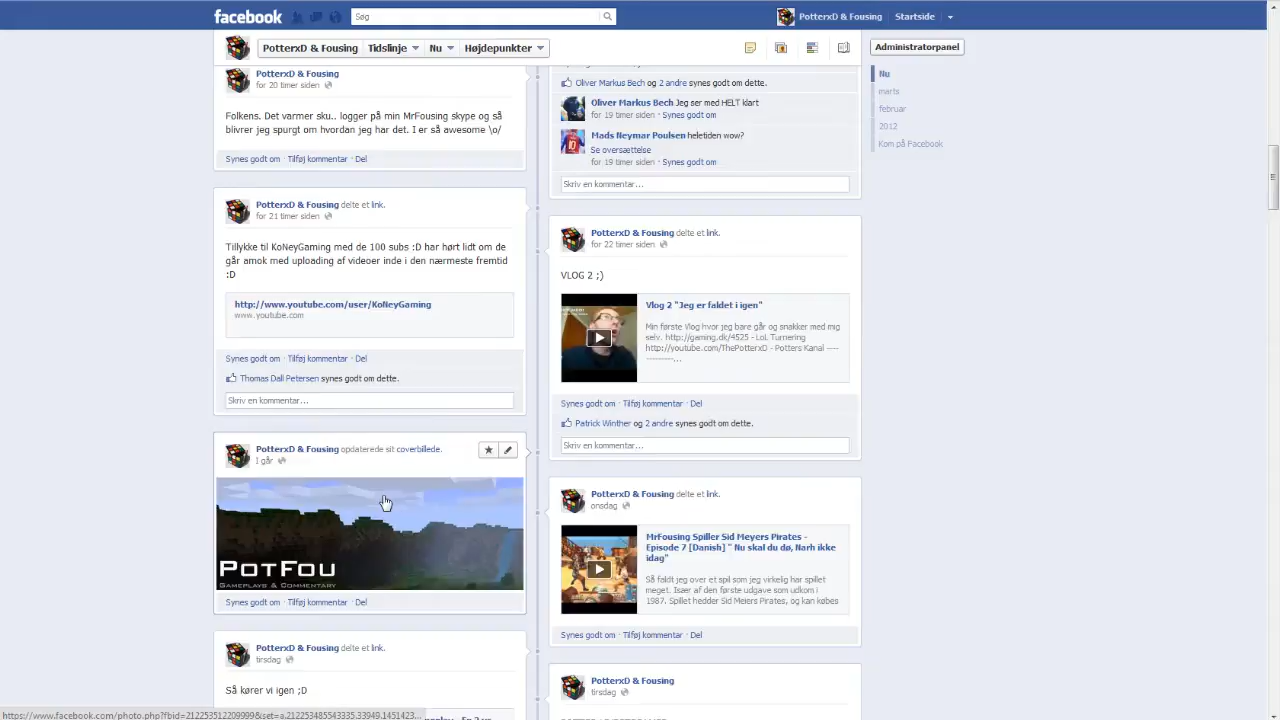 facebook
Søg
PotterxD & Fousing
Startside
PotterxD & Fousing
Tidslinje
Nu
Højdepunkter
Administratorpanel
Nu
marts
februar
2012
Kom på Facebook
PotterxD & Fousing
for 20 timer siden
Folkens. Det varmer sku.. logger på min MrFousing skype og så
blivrer jeg spurgt om hvordan jeg har det. I er så awesome \o/
Synes godt om · Tilføj kommentar · Del
PotterxD & Fousing delte et link.
for 21 timer siden
Tillykke til KoNeyGaming med de 100 subs :D har hørt lidt om de
går amok med uploading af videoer inde i den nærmeste fremtid
:D
http://www.youtube.com/user/KoNeyGaming
www.youtube.com
Synes godt om · Tilføj kommentar · Del
Thomas Dall Petersen synes godt om dette.
Skriv en kommentar...
PotterxD & Fousing opdaterede sit coverbillede.
I går
PotFou
Gameplays & Commentary
Synes godt om · Tilføj kommentar · Del
PotterxD & Fousing delte et link.
tirsdag
Så kører vi igen ;D
Oliver Markus Bech og 2 andre synes godt om dette.
Oliver Markus Bech Jeg ser med HELT klart
for 19 timer siden · Synes godt om
Mads Neymar Poulsen heletiden wow?
Se oversættelse
for 19 timer siden · Synes godt om
Skriv en kommentar...
PotterxD & Fousing delte et link.
for 22 timer siden
VLOG 2 ;)
Vlog 2 "Jeg er faldet i igen"
Min første Vlog hvor jeg bare går og snakker med mig
selv. http://gaming.dk/4525 - Lol. Turnering
http://youtube.com/ThePotterxD - Potters Kanal ----
-----------...
Synes godt om · Tilføj kommentar · Del
Patrick Winther og 2 andre synes godt om dette.
Skriv en kommentar...
PotterxD & Fousing delte et link.
onsdag
MrFousing Spiller Sid Meyers Pirates -
Episode 7 [Danish] " Nu skal du dø, Narh ikke
idag"
Så faldt jeg over et spil som jeg virkelig har spillet
meget. Især af den første udgave som udkom i
1987. Spillet hedder Sid Meiers Pirates, og kan købes
Synes godt om · Tilføj kommentar · Del
PotterxD & Fousing
tirsdag
https://www.facebook.com/photo.php?fbid=212253512209999&set=a.212253485543335.33949.1451423...